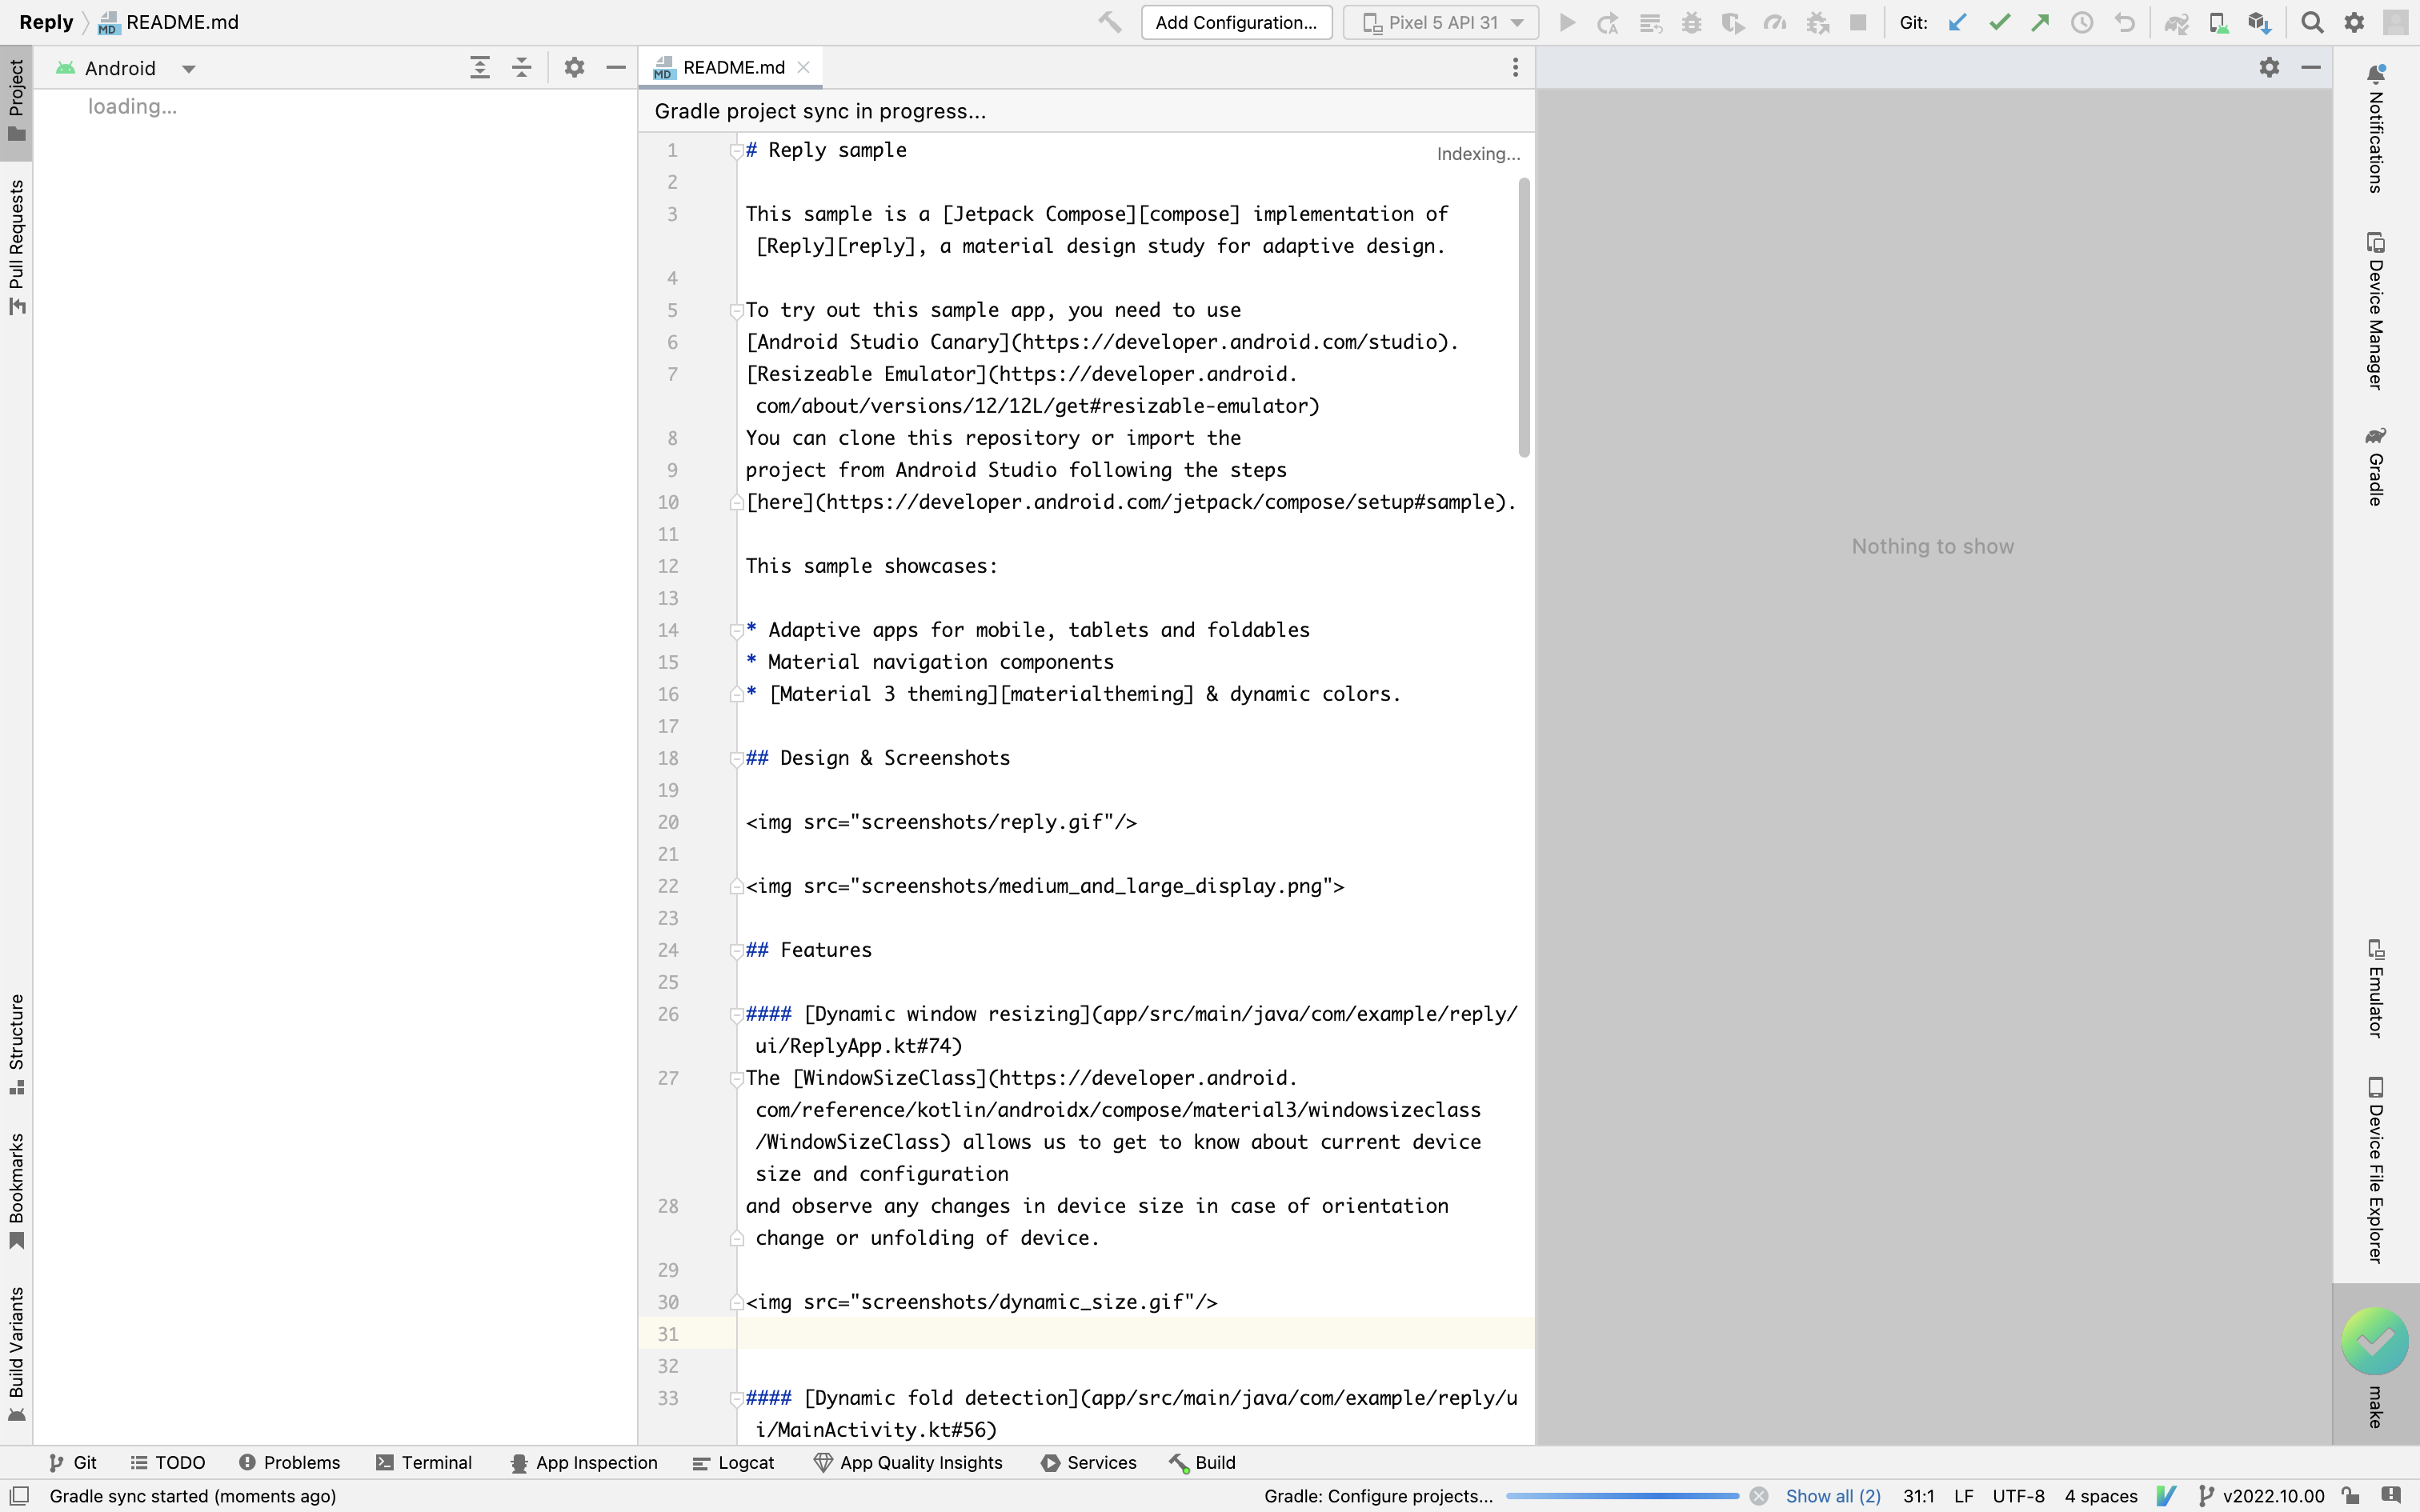 Reply
README.md
Add Configuration...
Pixel 5 API 31
Git:
Project
Android
README.md
loading...
Gradle project sync in progress...
Indexing...
Pull Requests
Structure
Bookmarks
Build Variants
1 # Reply sample
2
3 This sample is a [Jetpack Compose][compose] implementation of
[Reply][reply], a material design study for adaptive design.
4
5 To try out this sample app, you need to use
6 [Android Studio Canary](https://developer.android.com/studio).
7 [Resizeable Emulator](https://developer.android.
com/about/versions/12/12L/get#resizable-emulator)
8 You can clone this repository or import the
9 project from Android Studio following the steps
10 [here](https://developer.android.com/jetpack/compose/setup#sample).
11
12 This sample showcases:
13
14 * Adaptive apps for mobile, tablets and foldables
15 * Material navigation components
16 * [Material 3 theming][materialtheming] & dynamic colors.
17
18 ## Design & Screenshots
19
20 <img src="screenshots/reply.gif"/>
21
22 <img src="screenshots/medium_and_large_display.png">
23
24 ## Features
25
26 #### [Dynamic window resizing](app/src/main/java/com/example/reply/
ui/ReplyApp.kt#74)
27 The [WindowSizeClass](https://developer.android.
com/reference/kotlin/androidx/compose/material3/windowsizeclass
/WindowSizeClass) allows us to get to know about current device
size and configuration
28 and observe any changes in device size in case of orientation
change or unfolding of device.
29
30 <img src="screenshots/dynamic_size.gif"/>
31
32
33 #### [Dynamic fold detection](app/src/main/java/com/example/reply/u
i/MainActivity.kt#56)
Nothing to show
Notifications
Device Manager
Gradle
Emulator
Device File Explorer
make
Git
TODO
Problems
Terminal
App Inspection
Logcat
App Quality Insights
Services
Build
Gradle sync started (moments ago)
Gradle: Configure projects...
Show all (2)
31:1
LF
UTF-8
4 spaces
v2022.10.00